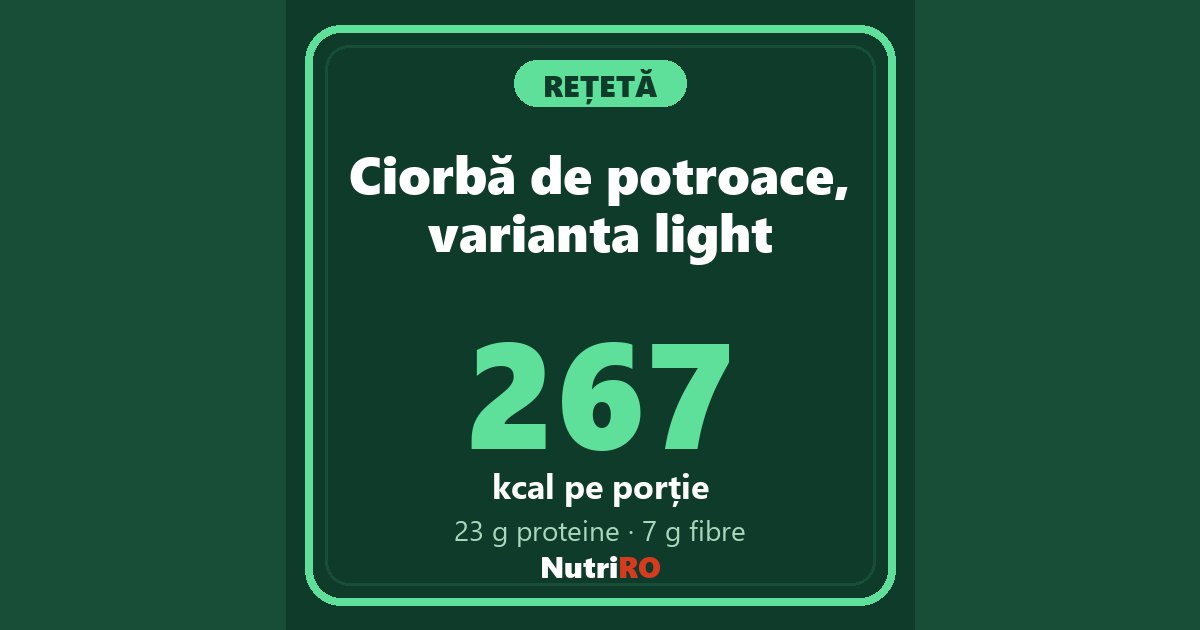 REȚETĂ
Ciorbă de potroace,
varianta light
267
kcal pe porție
23 g proteine · 7 g fibre
NutriRO